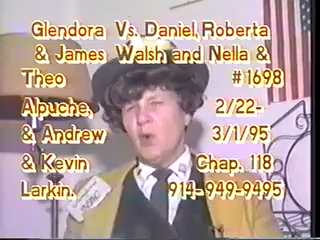 Glendora Vs. Daniel, Roberta
& James Walsh and Nella &
Theo #1698
Alpuche, 2/22-
& Andrew 3/1/95
& Kevin Chap. 118
Larkin. 914-949-9495